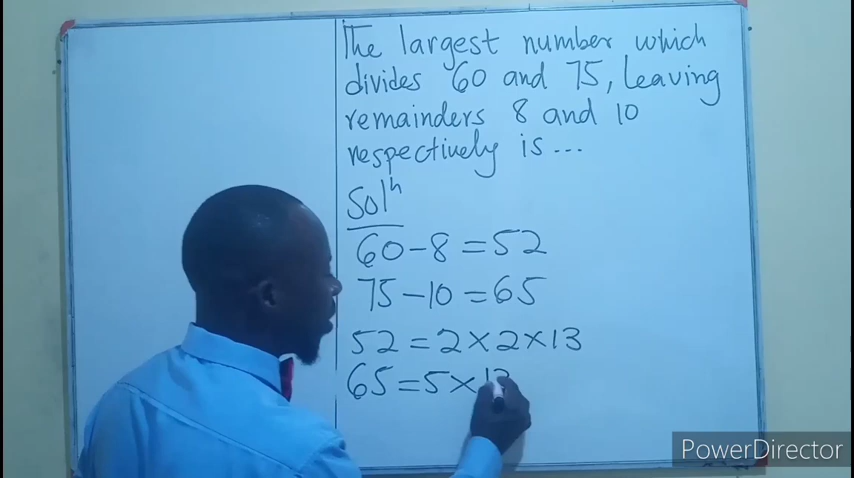 The largest number which
divides 60 and 75, leaving
remainders 8 and 10
respectively is ...
Solⁿ
60 - 8 = 52
75 - 10 = 65
52 = 2 × 2 × 13
65 = 5 × 13
PowerDirector